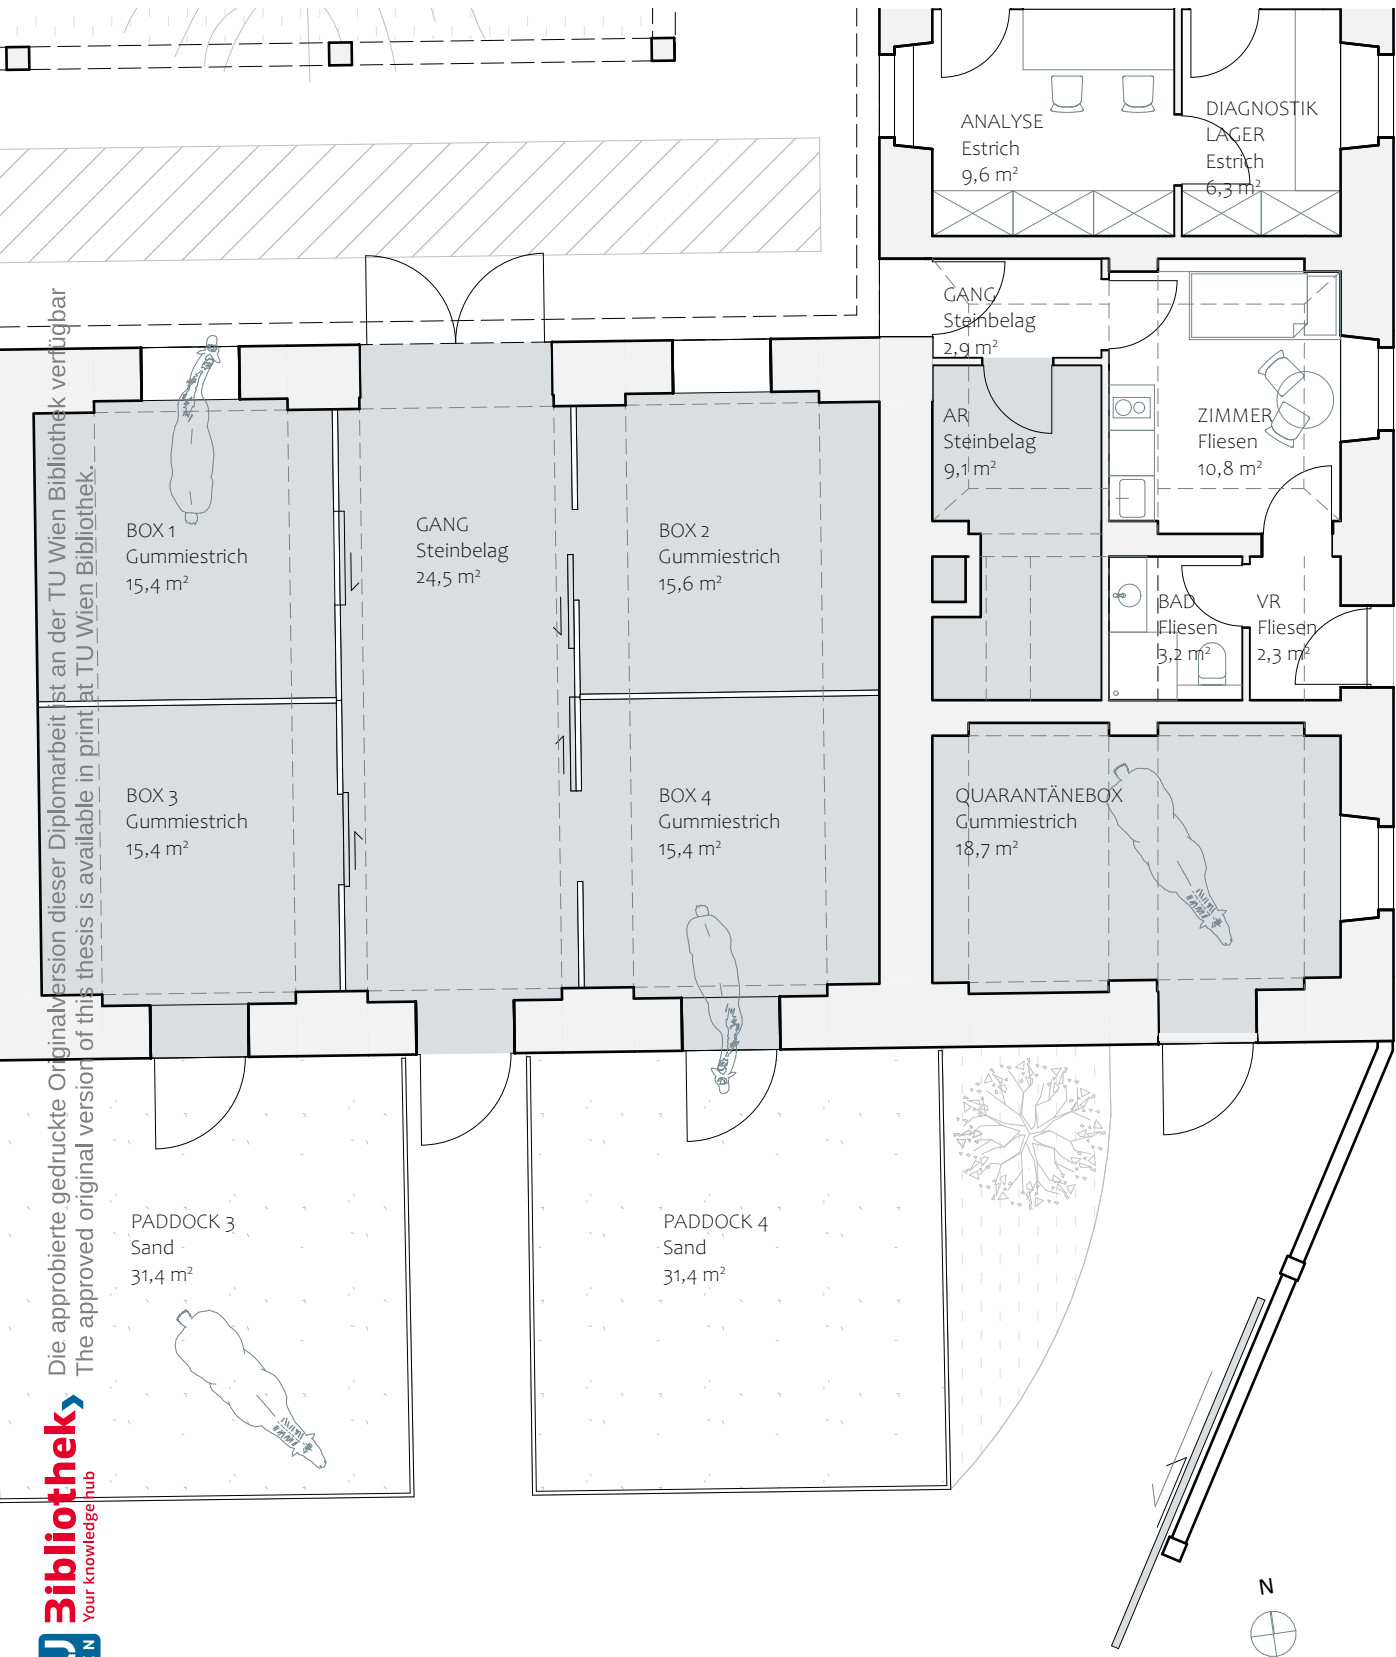 ANALYSE
Estrich
9,6 m²
DIAGNOSTIK
LAGER
Estrich
6,3 m²
GANG
Steinbelag
2,9 m²
AR
Steinbelag
9,1 m²
ZIMMER
Fliesen
10,8 m²
BOX 1
Gummiestrich
15,4 m²
GANG
Steinbelag
24,5 m²
BOX 2
Gummiestrich
15,6 m²
BAD
Fliesen
3,2 m²
VR
Fliesen
2,3 m²
BOX 3
Gummiestrich
15,4 m²
BOX 4
Gummiestrich
15,4 m²
QUARANTÄNEBOX
Gummiestrich
18,7 m²
PADDOCK 3
Sand
31,4 m²
PADDOCK 4
Sand
31,4 m²
N
Die approbierte gedruckte Originalversion dieser Diplomarbeit ist an der TU Wien Bibliothek verfügbar
The approved original version of this thesis is available in print at TU Wien Bibliothek.
Bibliothek
Your knowledge hub